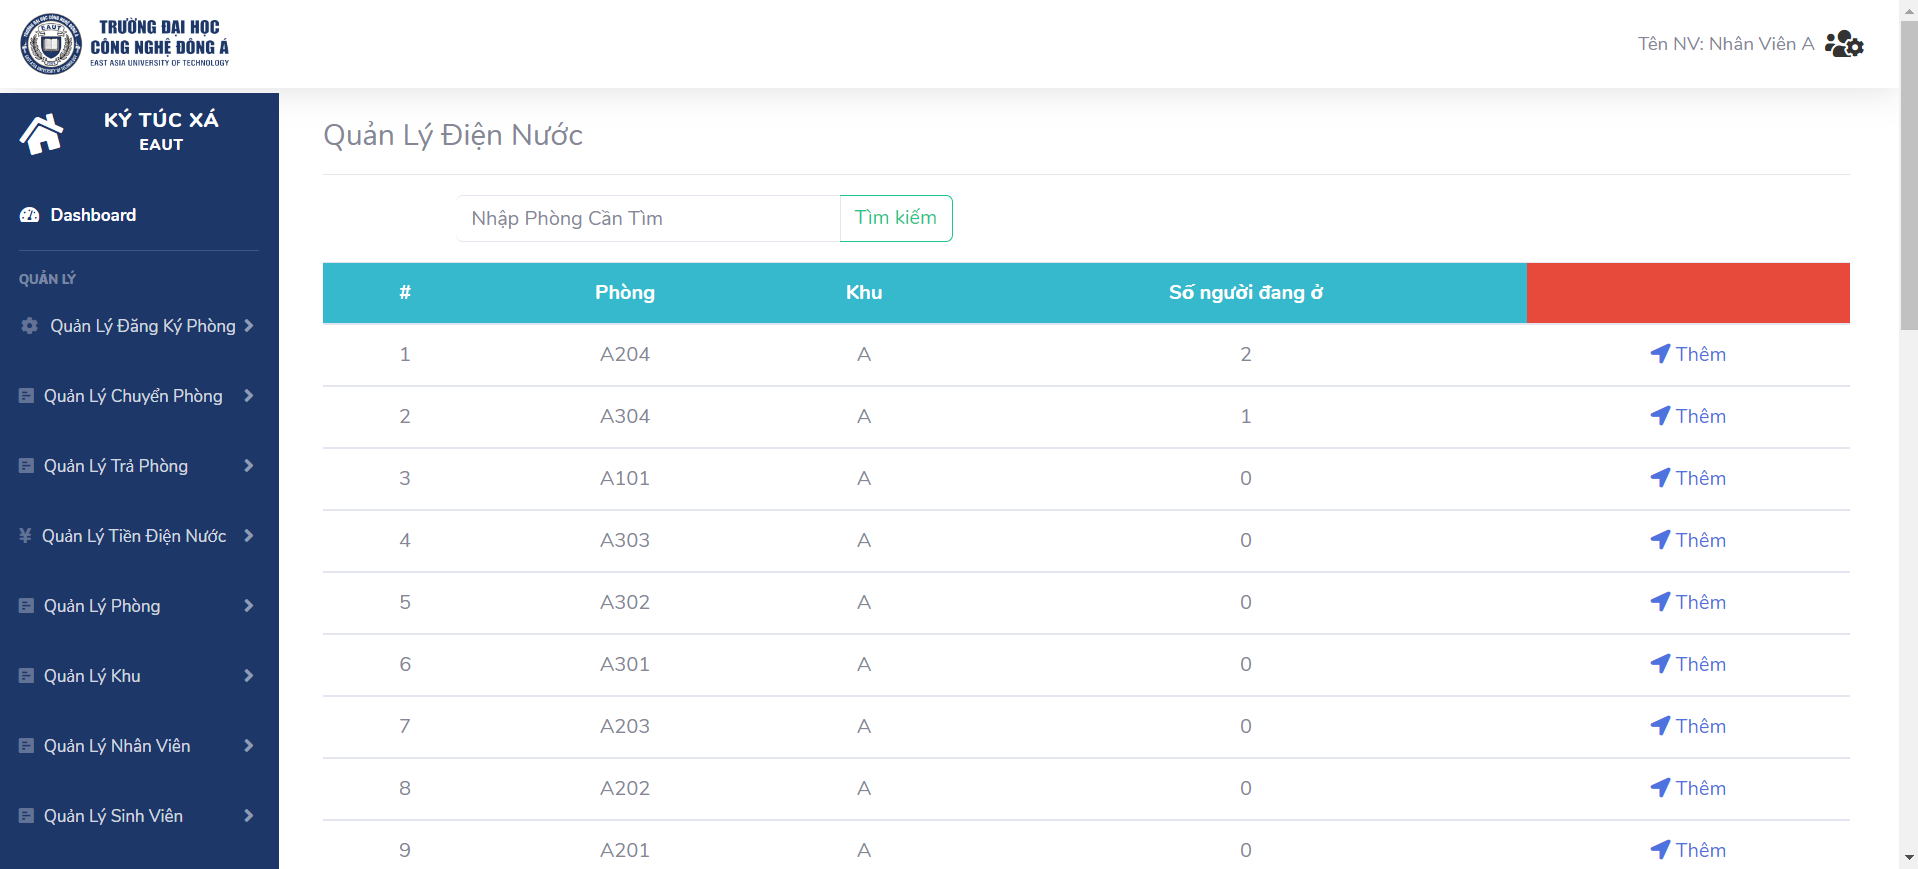 TRƯỜNG ĐẠI HỌC
CÔNG NGHỆ ĐÔNG Á
EAST ASIA UNIVERSITY OF TECHNOLOGY
EAUT
Tên NV: Nhân Viên A
KÝ TÚC XÁ
EAUT
Dashboard
QUẢN LÝ
Quản Lý Đăng Ký Phòng
Quản Lý Chuyển Phòng
Quản Lý Trả Phòng
Quản Lý Tiền Điện Nước
Quản Lý Phòng
Quản Lý Khu
Quản Lý Nhân Viên
Quản Lý Sinh Viên
Quản Lý Điện Nước
Nhập Phòng Cần Tìm
Tìm kiếm
# Phòng Khu Số người đang ở
1 A204 A 2 Thêm
2 A304 A 1 Thêm
3 A101 A 0 Thêm
4 A303 A 0 Thêm
5 A302 A 0 Thêm
6 A301 A 0 Thêm
7 A203 A 0 Thêm
8 A202 A 0 Thêm
9 A201 A 0 Thêm